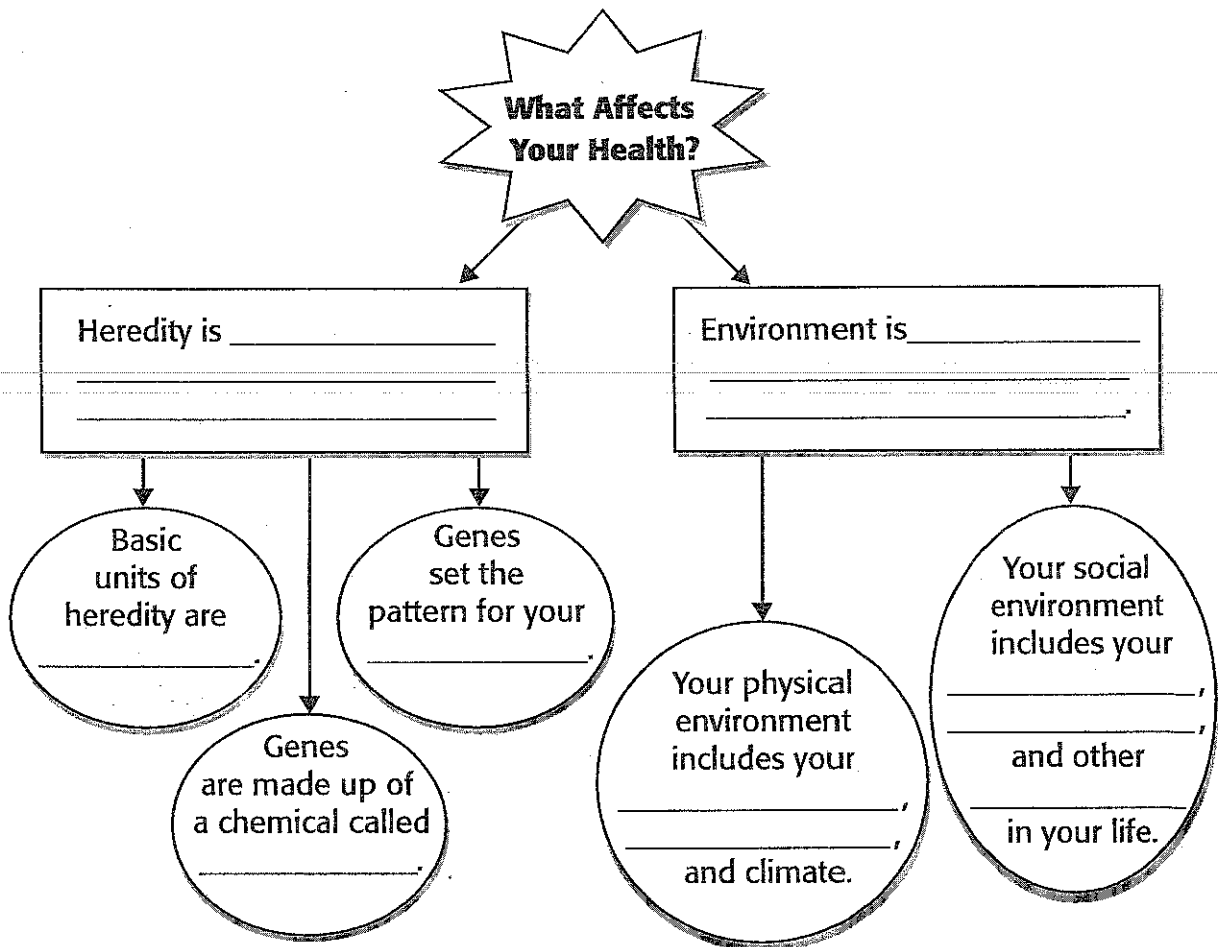 What Affects
Your Health?
Heredity is
Environment is
.
Basic
units of
heredity are
.
Genes
are made up of
a chemical called
.
Genes
set the
pattern for your
.
Your physical
environment
includes your
,
,
and climate.
Your social
environment
includes your
,
,
and other
in your life.